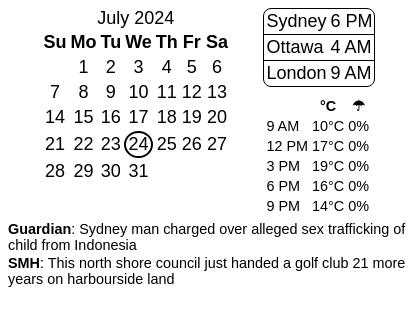 July 2024
Su Mo Tu We Th Fr Sa
1 2 3 4 5 6
7 8 9 10 11 12 13
14 15 16 17 18 19 20
21 22 23 24 25 26 27
28 29 30 31
Sydney 6 PM
Ottawa 4 AM
London 9 AM
°C ☂
9 AM 10°C 0%
12 PM 17°C 0%
3 PM 19°C 0%
6 PM 16°C 0%
9 PM 14°C 0%
Guardian: Sydney man charged over alleged sex trafficking of
child from Indonesia
SMH: This north shore council just handed a golf club 21 more
years on harbourside land